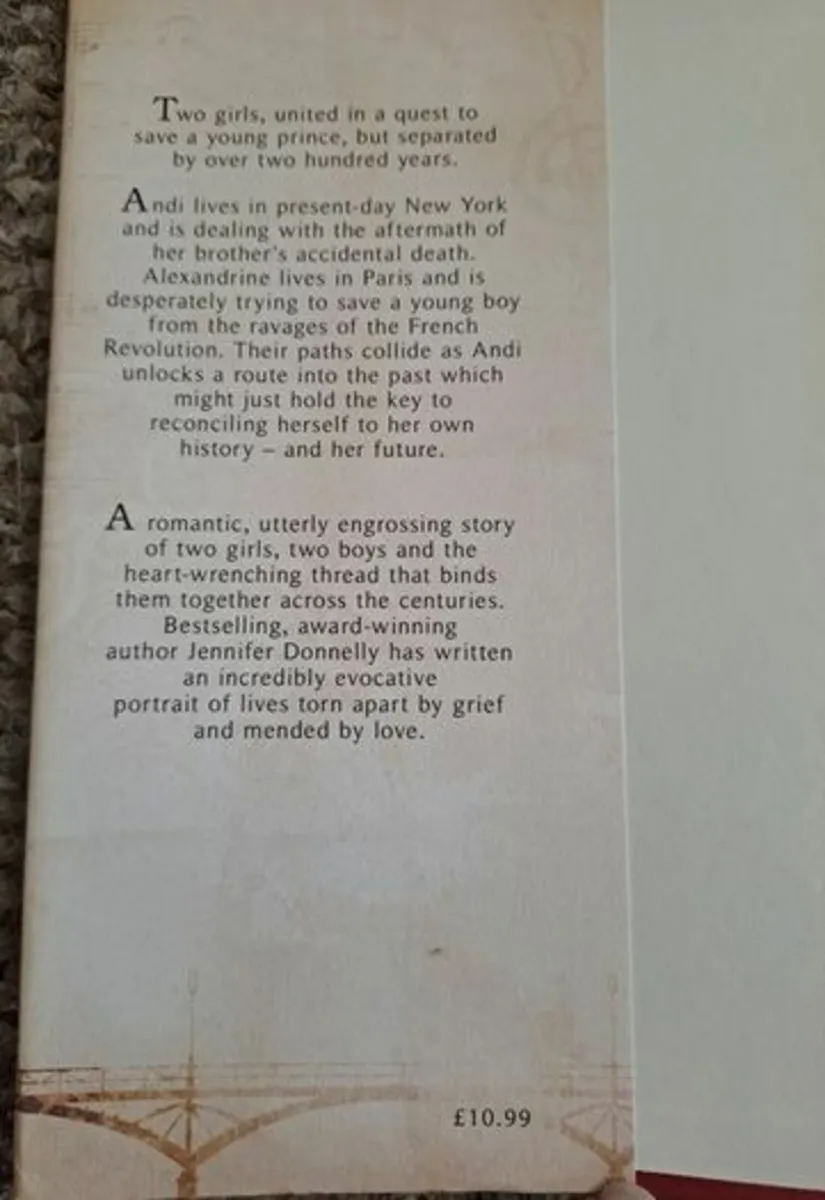 Two girls, united in a quest to
save a young prince, but separated
by over two hundred years.
Andi lives in present-day New York
and is dealing with the aftermath of
her brother's accidental death.
Alexandrine lives in Paris and is
desperately trying to save a young boy
from the ravages of the French
Revolution. Their paths collide as Andi
unlocks a route into the past which
might just hold the key to
reconciling herself to her own
history – and her future.
A romantic, utterly engrossing story
of two girls, two boys and the
heart-wrenching thread that binds
them together across the centuries.
Bestselling, award-winning
author Jennifer Donnelly has written
an incredibly evocative
portrait of lives torn apart by grief
and mended by love.
£10.99